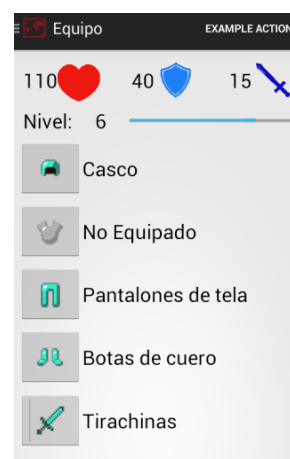 Equipo EXAMPLE ACTION
110 40 15
Nivel: 6
Casco
No Equipado
Pantalones de tela
Botas de cuero
Tirachinas